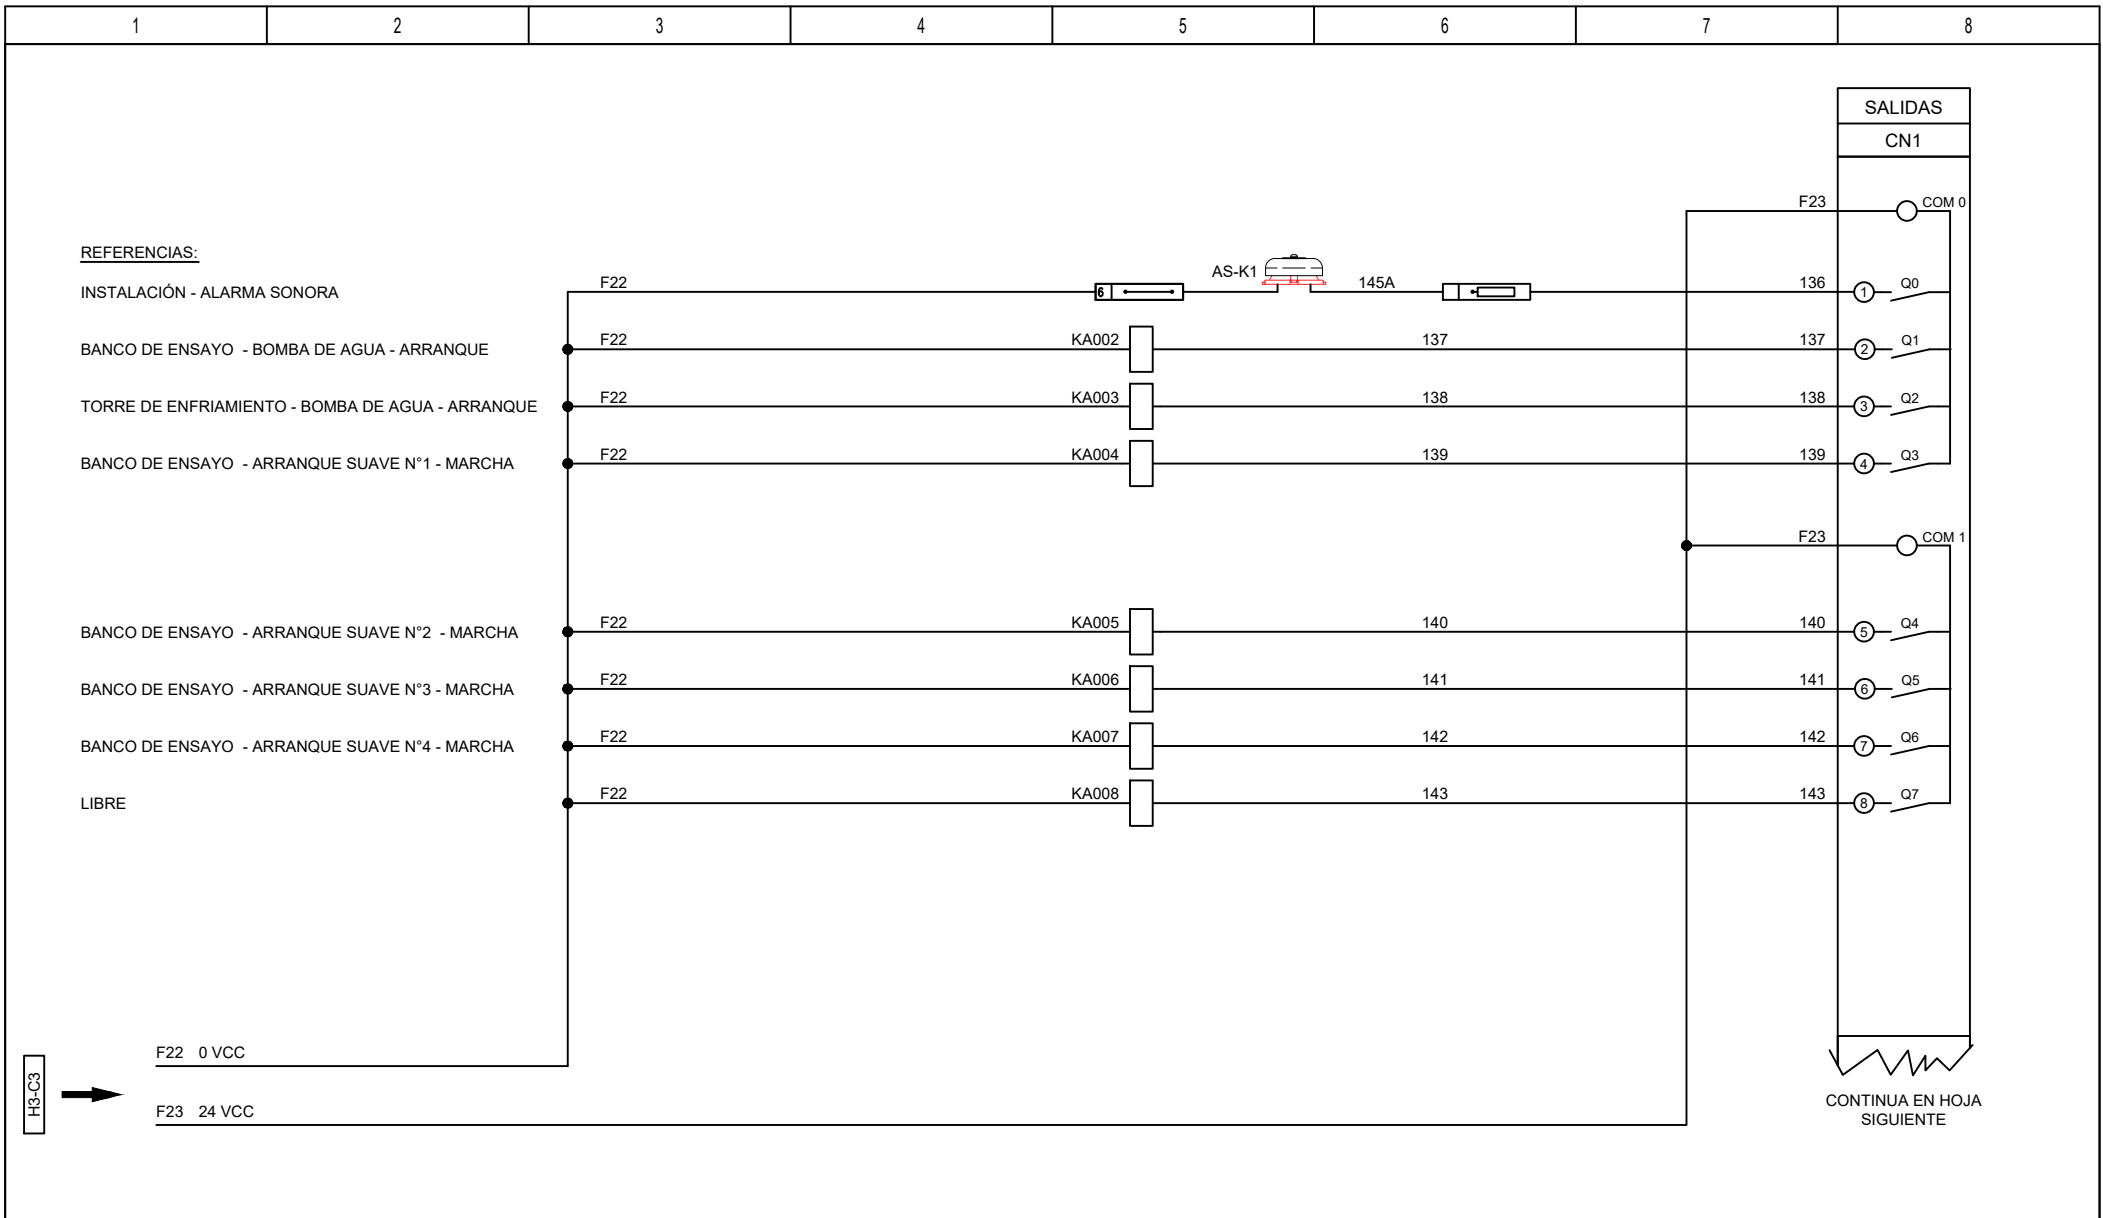 1 2 3 4 5 6 7 8
SALIDAS
CN1
F23 COM 0
REFERENCIAS:
INSTALACIÓN - ALARMA SONORA F22 6 AS-K1 145A 136 1 Q0
BANCO DE ENSAYO - BOMBA DE AGUA - ARRANQUE F22 KA002 137 137 2 Q1
TORRE DE ENFRIAMIENTO - BOMBA DE AGUA - ARRANQUE F22 KA003 138 138 3 Q2
BANCO DE ENSAYO - ARRANQUE SUAVE N°1 - MARCHA F22 KA004 139 139 4 Q3
F23 COM 1
BANCO DE ENSAYO - ARRANQUE SUAVE N°2 - MARCHA F22 KA005 140 140 5 Q4
BANCO DE ENSAYO - ARRANQUE SUAVE N°3 - MARCHA F22 KA006 141 141 6 Q5
BANCO DE ENSAYO - ARRANQUE SUAVE N°4 - MARCHA F22 KA007 142 142 7 Q6
LIBRE F22 KA008 143 143 8 Q7
F22 0 VCC
H3-C3
F23 24 VCC
CONTINUA EN HOJA
SIGUIENTE